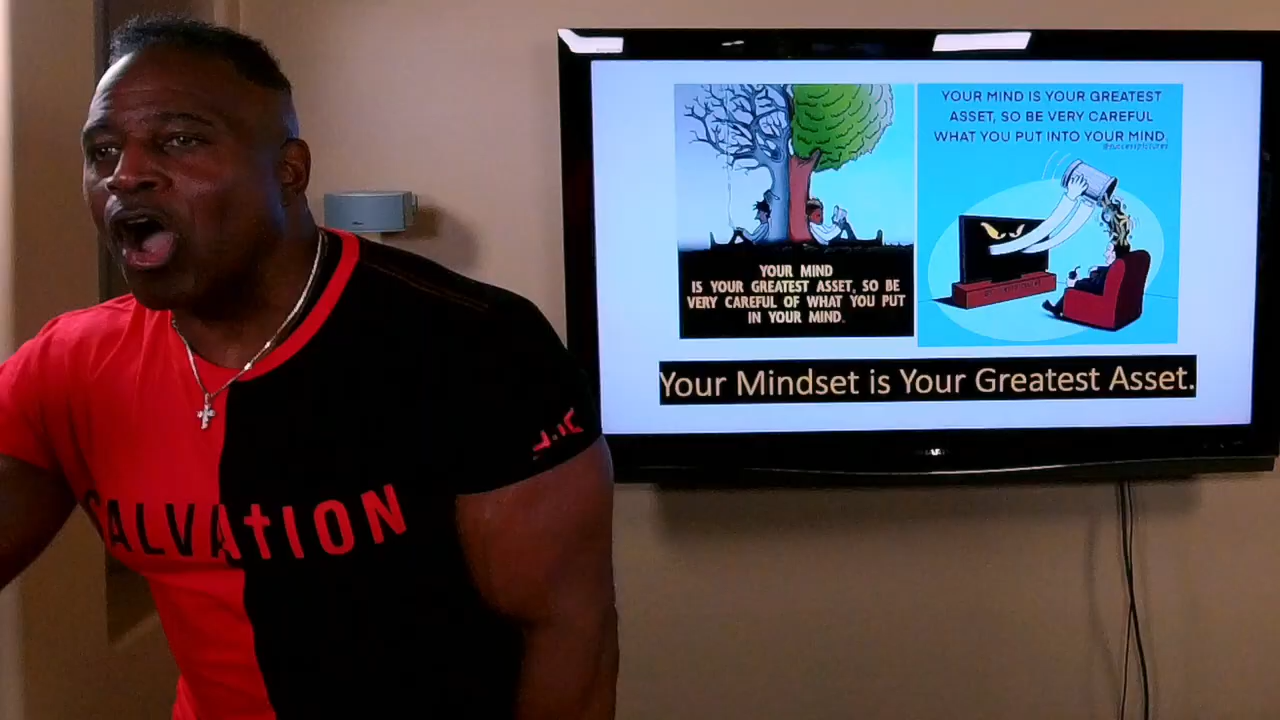 YOUR MIND IS YOUR GREATEST
ASSET, SO BE VERY CAREFUL
WHAT YOU PUT INTO YOUR MIND.
@successpictures
YOUR MIND
IS YOUR GREATEST ASSET, SO BE
VERY CAREFUL OF WHAT YOU PUT
IN YOUR MIND.
Your Mindset is Your Greatest Asset.
SHARP
SALVATION